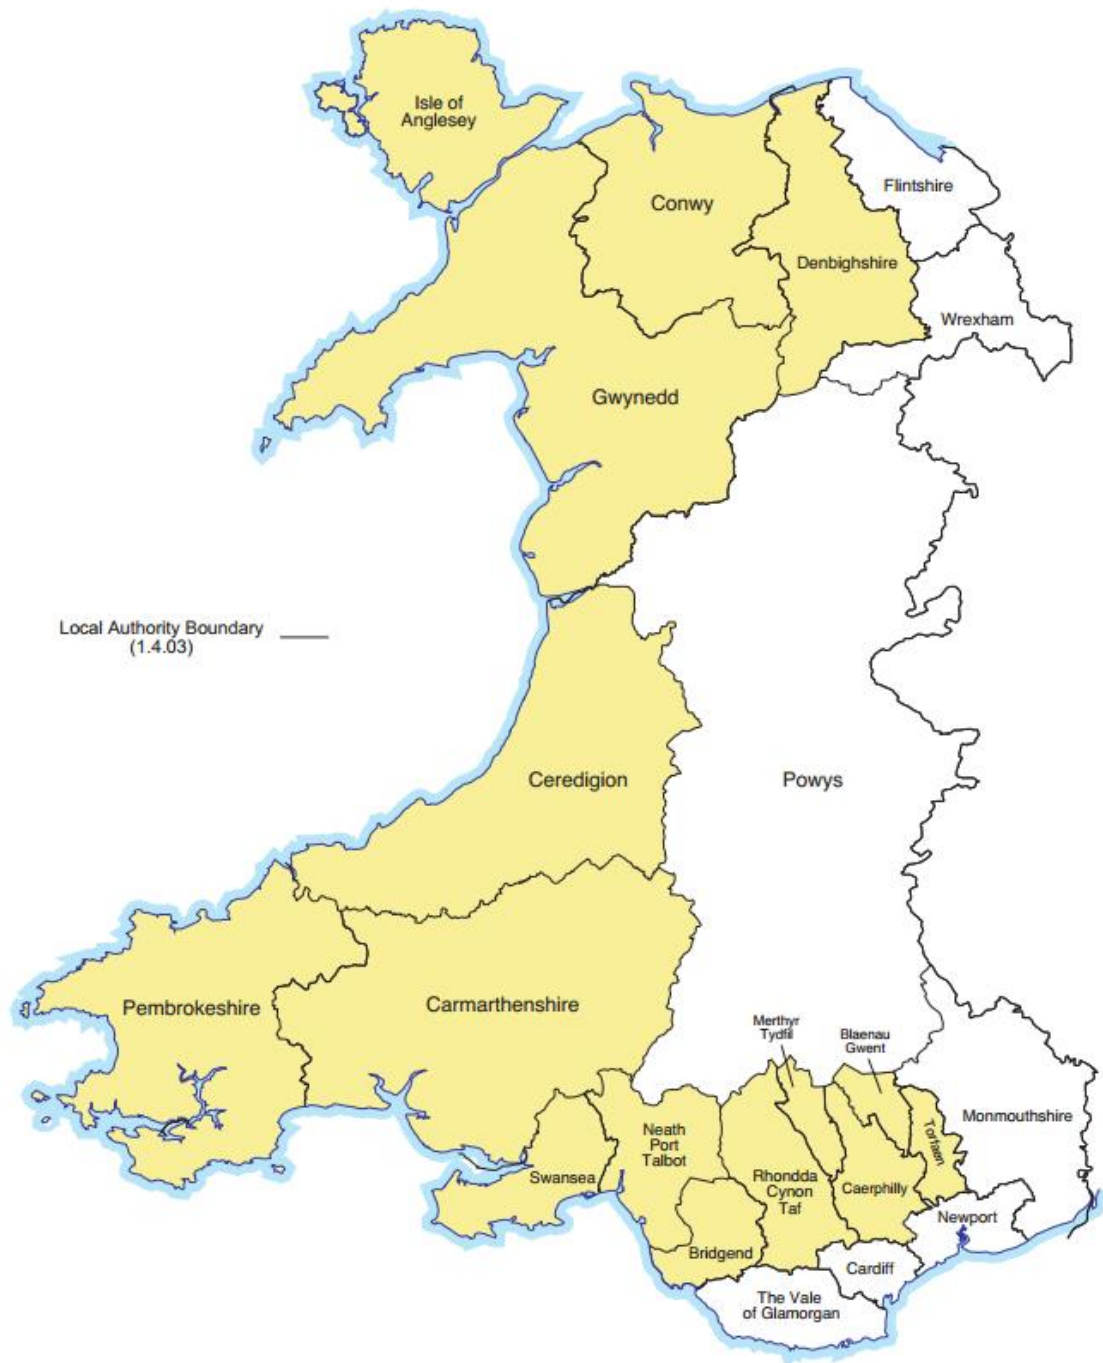 Isle of
Anglesey
Flintshire
Conwy
Denbighshire
Wrexham
Gwynedd
Local Authority Boundary
(1.4.03)
Ceredigion
Powys
Pembrokeshire
Carmarthenshire
Merthyr
Tydfil
Blaenau
Gwent
Monmouthshire
Neath
Port
Talbot
Torfaen
Swansea
Rhondda
Cynon
Taf
Caerphilly
Newport
Bridgend
Cardiff
The Vale
of Glamorgan